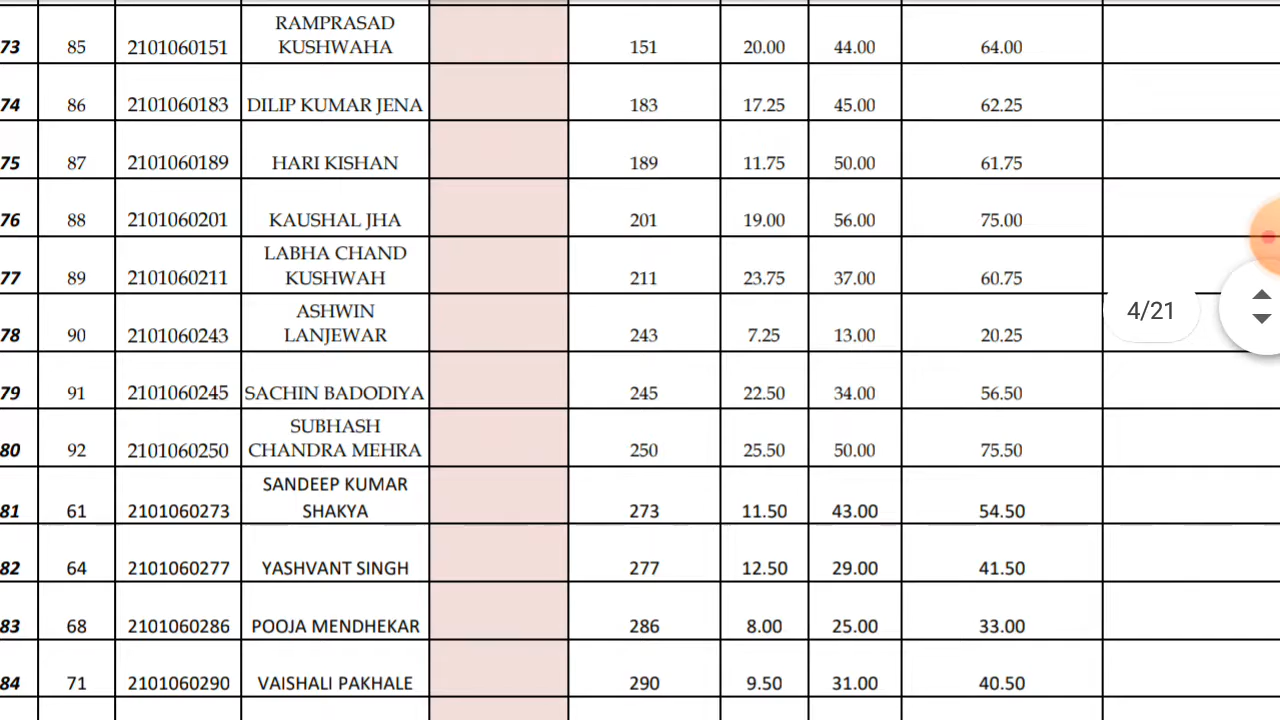 RAMPRASAD
73 85 2101060151 KUSHWAHA 151 20.00 44.00 64.00
74 86 2101060183 DILIP KUMAR JENA 183 17.25 45.00 62.25
75 87 2101060189 HARI KISHAN 189 11.75 50.00 61.75
76 88 2101060201 KAUSHAL JHA 201 19.00 56.00 75.00
LABHA CHAND
77 89 2101060211 KUSHWAH 211 23.75 37.00 60.75
ASHWIN
4/21
78 90 2101060243 LANJEWAR 243 7.25 13.00 20.25
79 91 2101060245 SACHIN BADODIYA 245 22.50 34.00 56.50
SUBHASH
80 92 2101060250 CHANDRA MEHRA 250 25.50 50.00 75.50
SANDEEP KUMAR
81 61 2101060273 SHAKYA 273 11.50 43.00 54.50
82 64 2101060277 YASHVANT SINGH 277 12.50 29.00 41.50
83 68 2101060286 POOJA MENDHEKAR 286 8.00 25.00 33.00
84 71 2101060290 VAISHALI PAKHALE 290 9.50 31.00 40.50